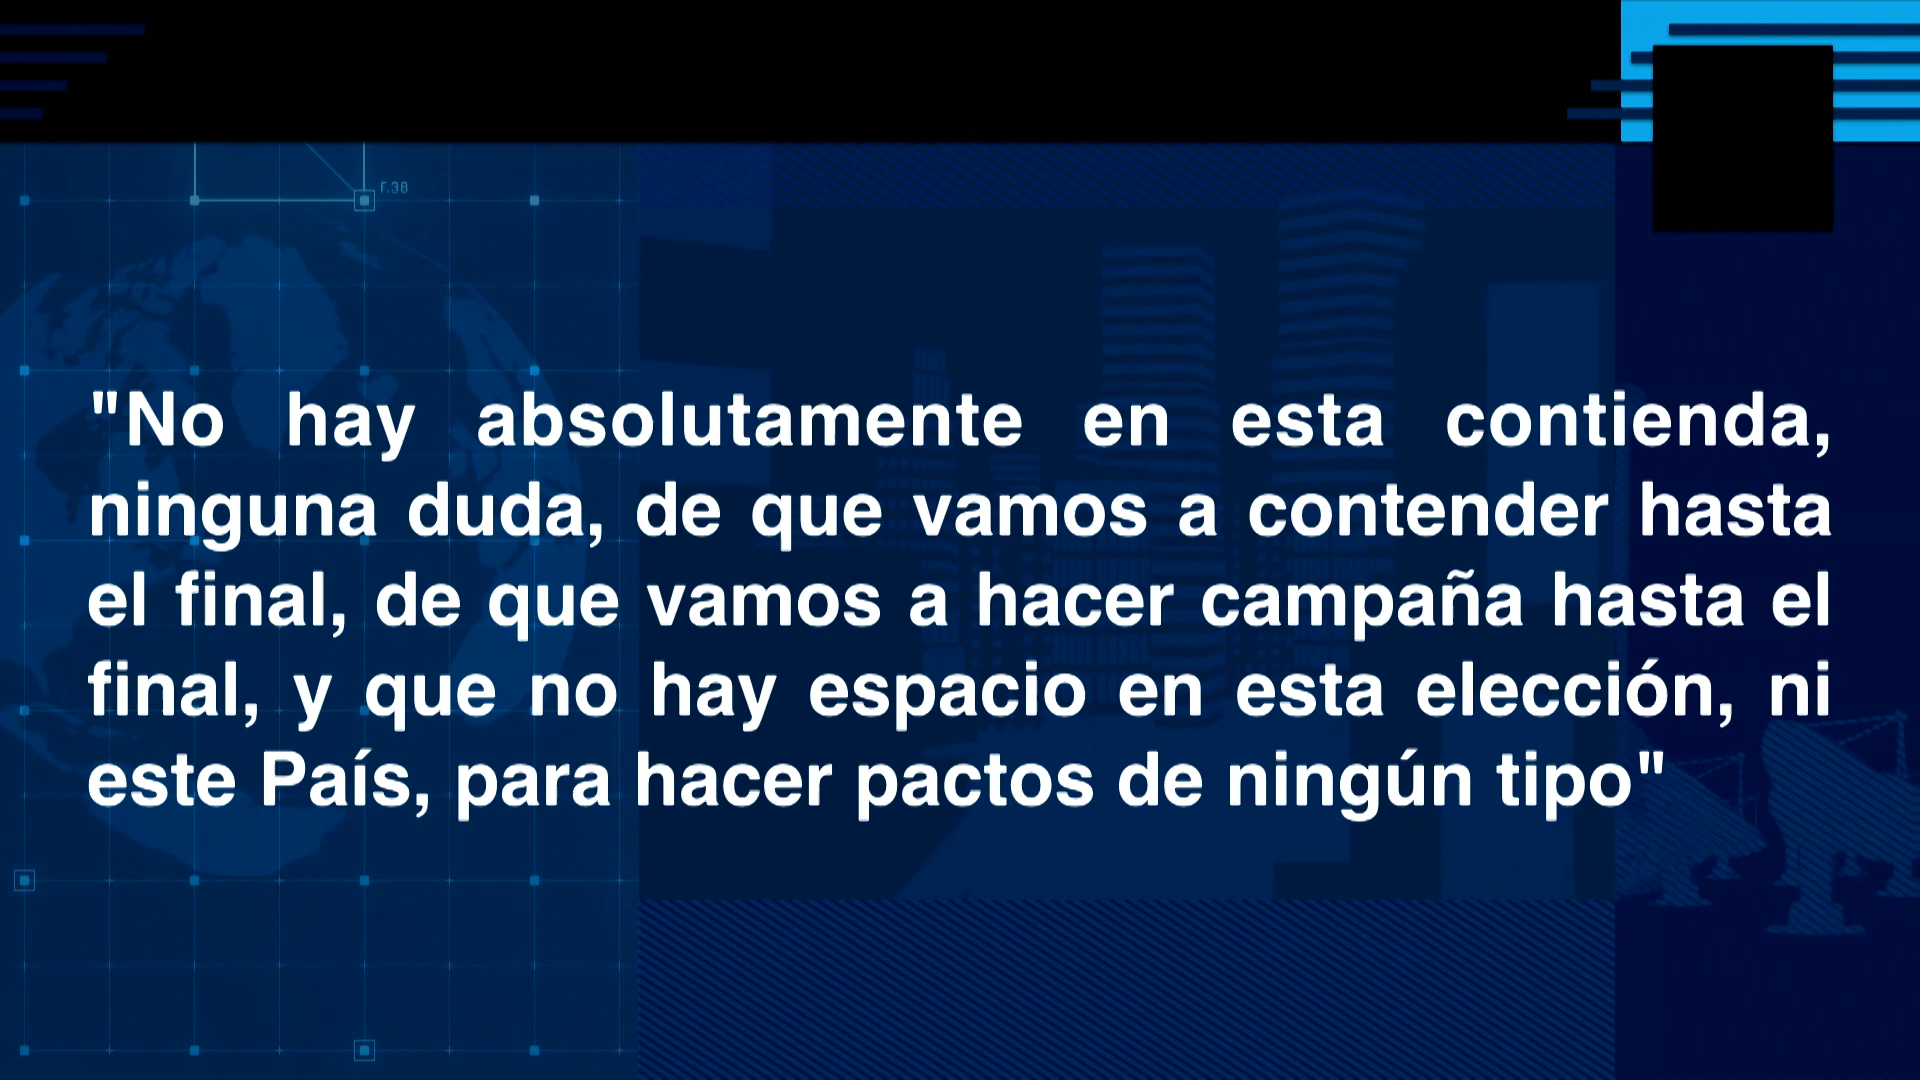 F.38
"No hay absolutamente en esta contienda,
ninguna duda, de que vamos a contender hasta
el final, de que vamos a hacer campaña hasta el
final, y que no hay espacio en esta elección, ni
este País, para hacer pactos de ningún tipo"